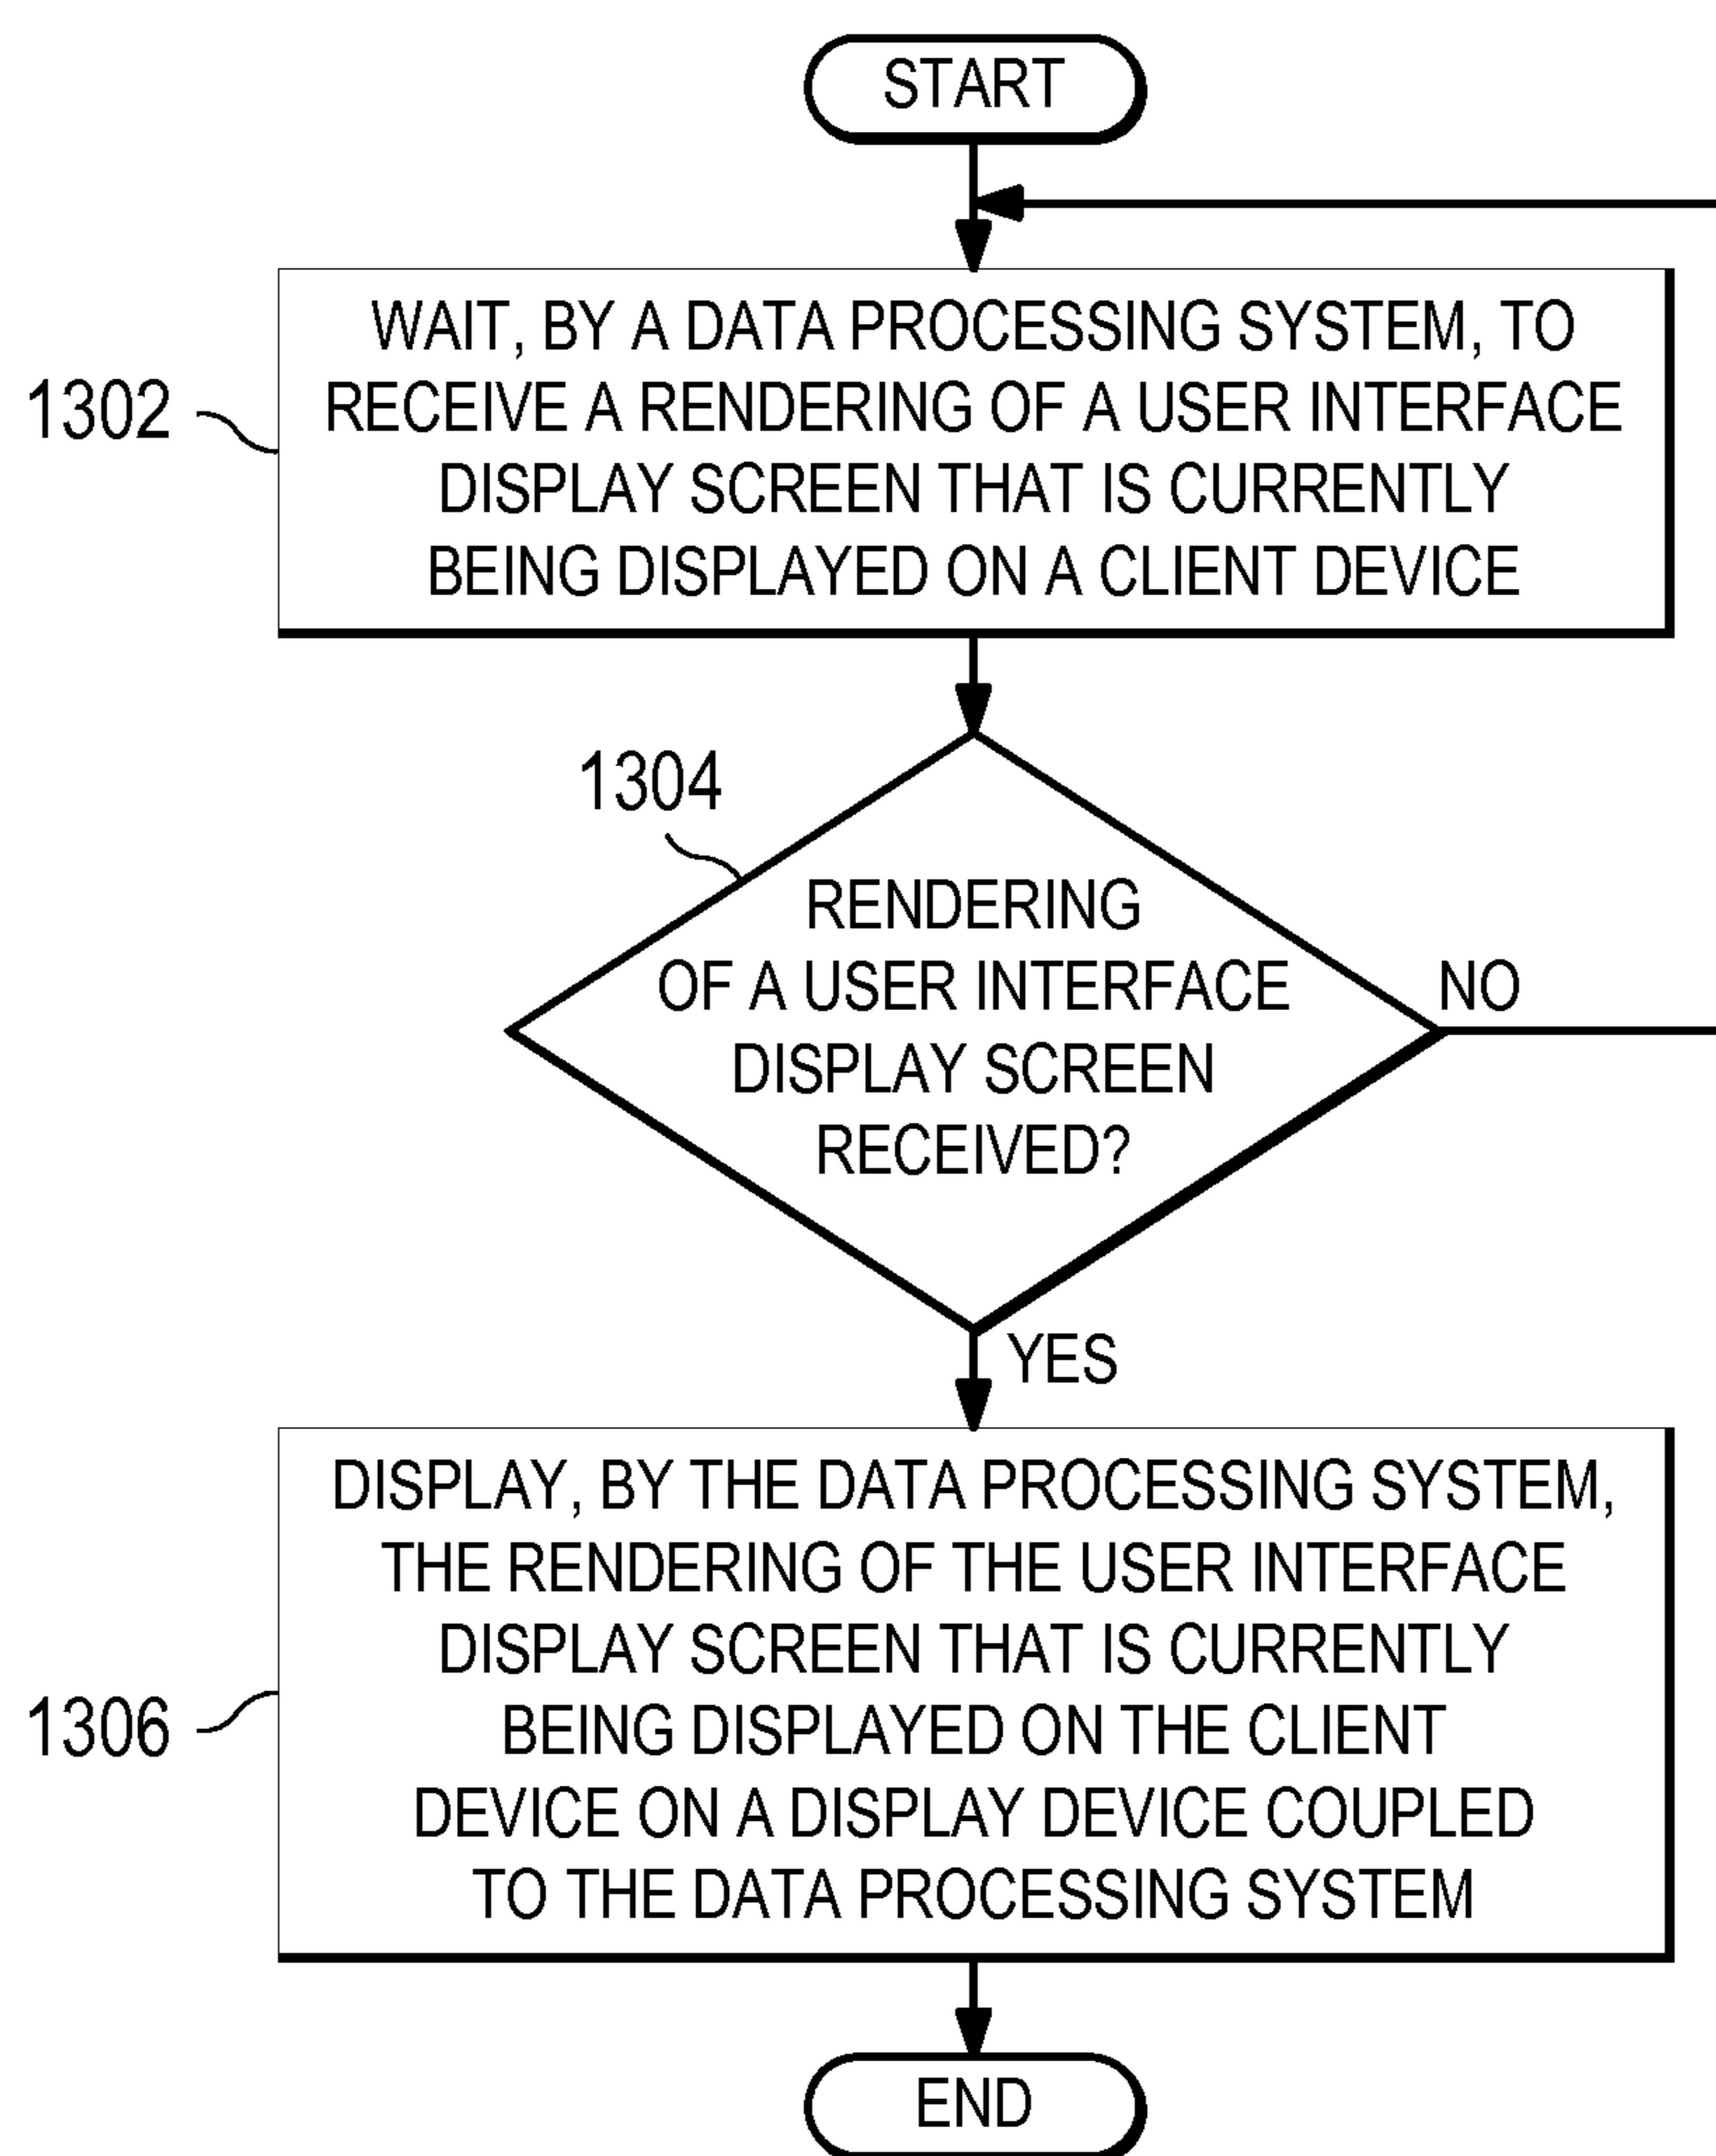 START
WAIT, BY A DATA PROCESSING SYSTEM, TO
RECEIVE A RENDERING OF A USER INTERFACE
DISPLAY SCREEN THAT IS CURRENTLY
BEING DISPLAYED ON A CLIENT DEVICE
1302
1304
RENDERING
OF A USER INTERFACE
DISPLAY SCREEN
RECEIVED?
NO
YES
DISPLAY, BY THE DATA PROCESSING SYSTEM,
THE RENDERING OF THE USER INTERFACE
DISPLAY SCREEN THAT IS CURRENTLY
BEING DISPLAYED ON THE CLIENT
DEVICE ON A DISPLAY DEVICE COUPLED
TO THE DATA PROCESSING SYSTEM
1306
END